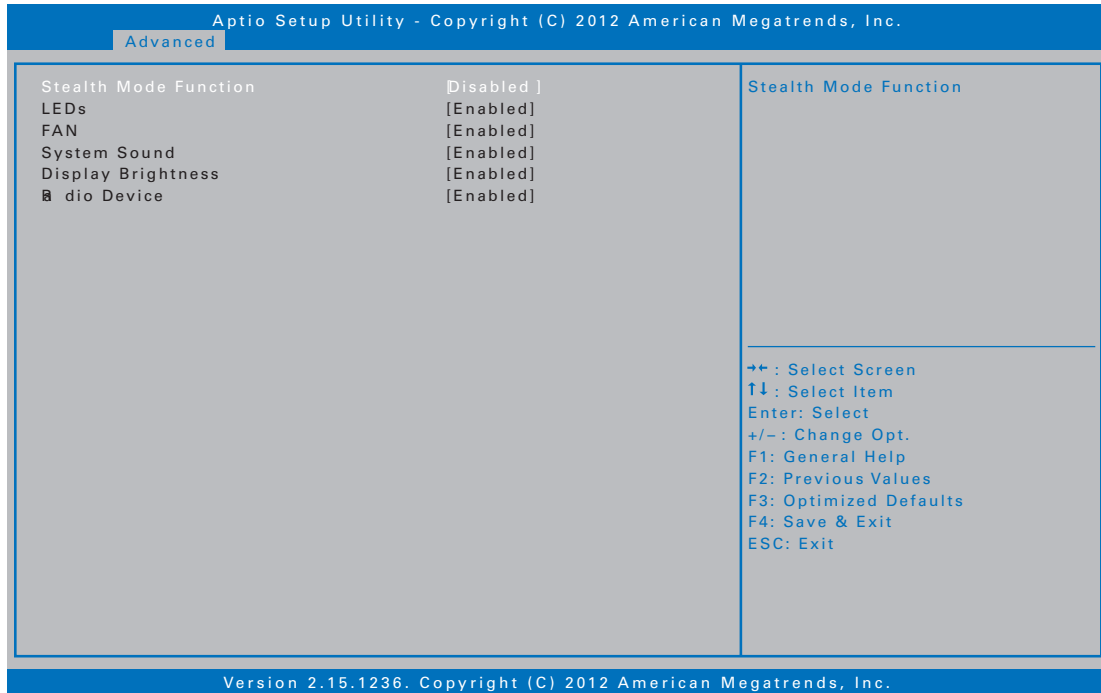 Aptio Setup Utility - Copyright (C) 2012 American Megatrends, Inc.
Advanced
Stealth Mode Function [Disabled ]
LEDs [Enabled]
FAN [Enabled]
System Sound [Enabled]
Display Brightness [Enabled]
Radio Device [Enabled]
Stealth Mode Function
→← : Select Screen
↑↓ : Select Item
Enter: Select
+/– : Change Opt.
F1: General Help
F2: Previous Values
F3: Optimized Defaults
F4: Save & Exit
ESC: Exit
Version 2.15.1236. Copyright (C) 2012 American Megatrends, Inc.